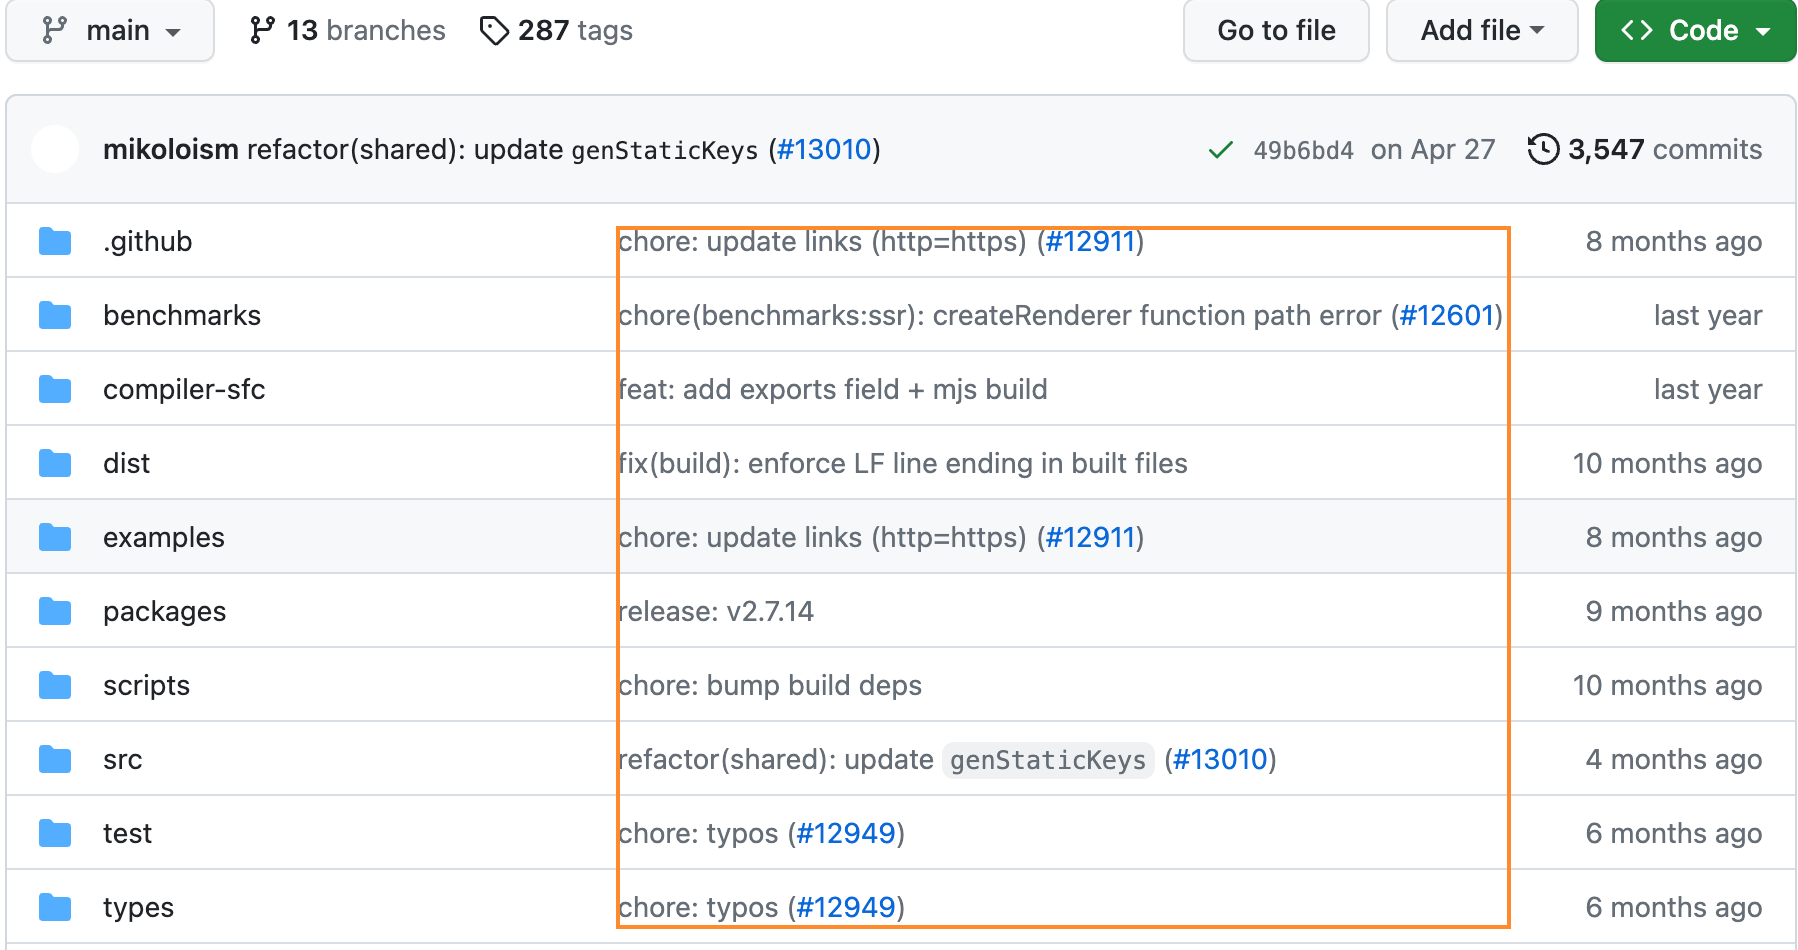 main 13 branches 287 tags Go to file Add file Code
mikoloism refactor(shared): update genStaticKeys (#13010) 49b6bd4 on Apr 27 3,547 commits
.github chore: update links (http=https) (#12911) 8 months ago
benchmarks chore(benchmarks:ssr): createRenderer function path error (#12601) last year
compiler-sfc feat: add exports field + mjs build last year
dist fix(build): enforce LF line ending in built files 10 months ago
examples chore: update links (http=https) (#12911) 8 months ago
packages release: v2.7.14 9 months ago
scripts chore: bump build deps 10 months ago
src refactor(shared): update genStaticKeys (#13010) 4 months ago
test chore: typos (#12949) 6 months ago
types chore: typos (#12949) 6 months ago